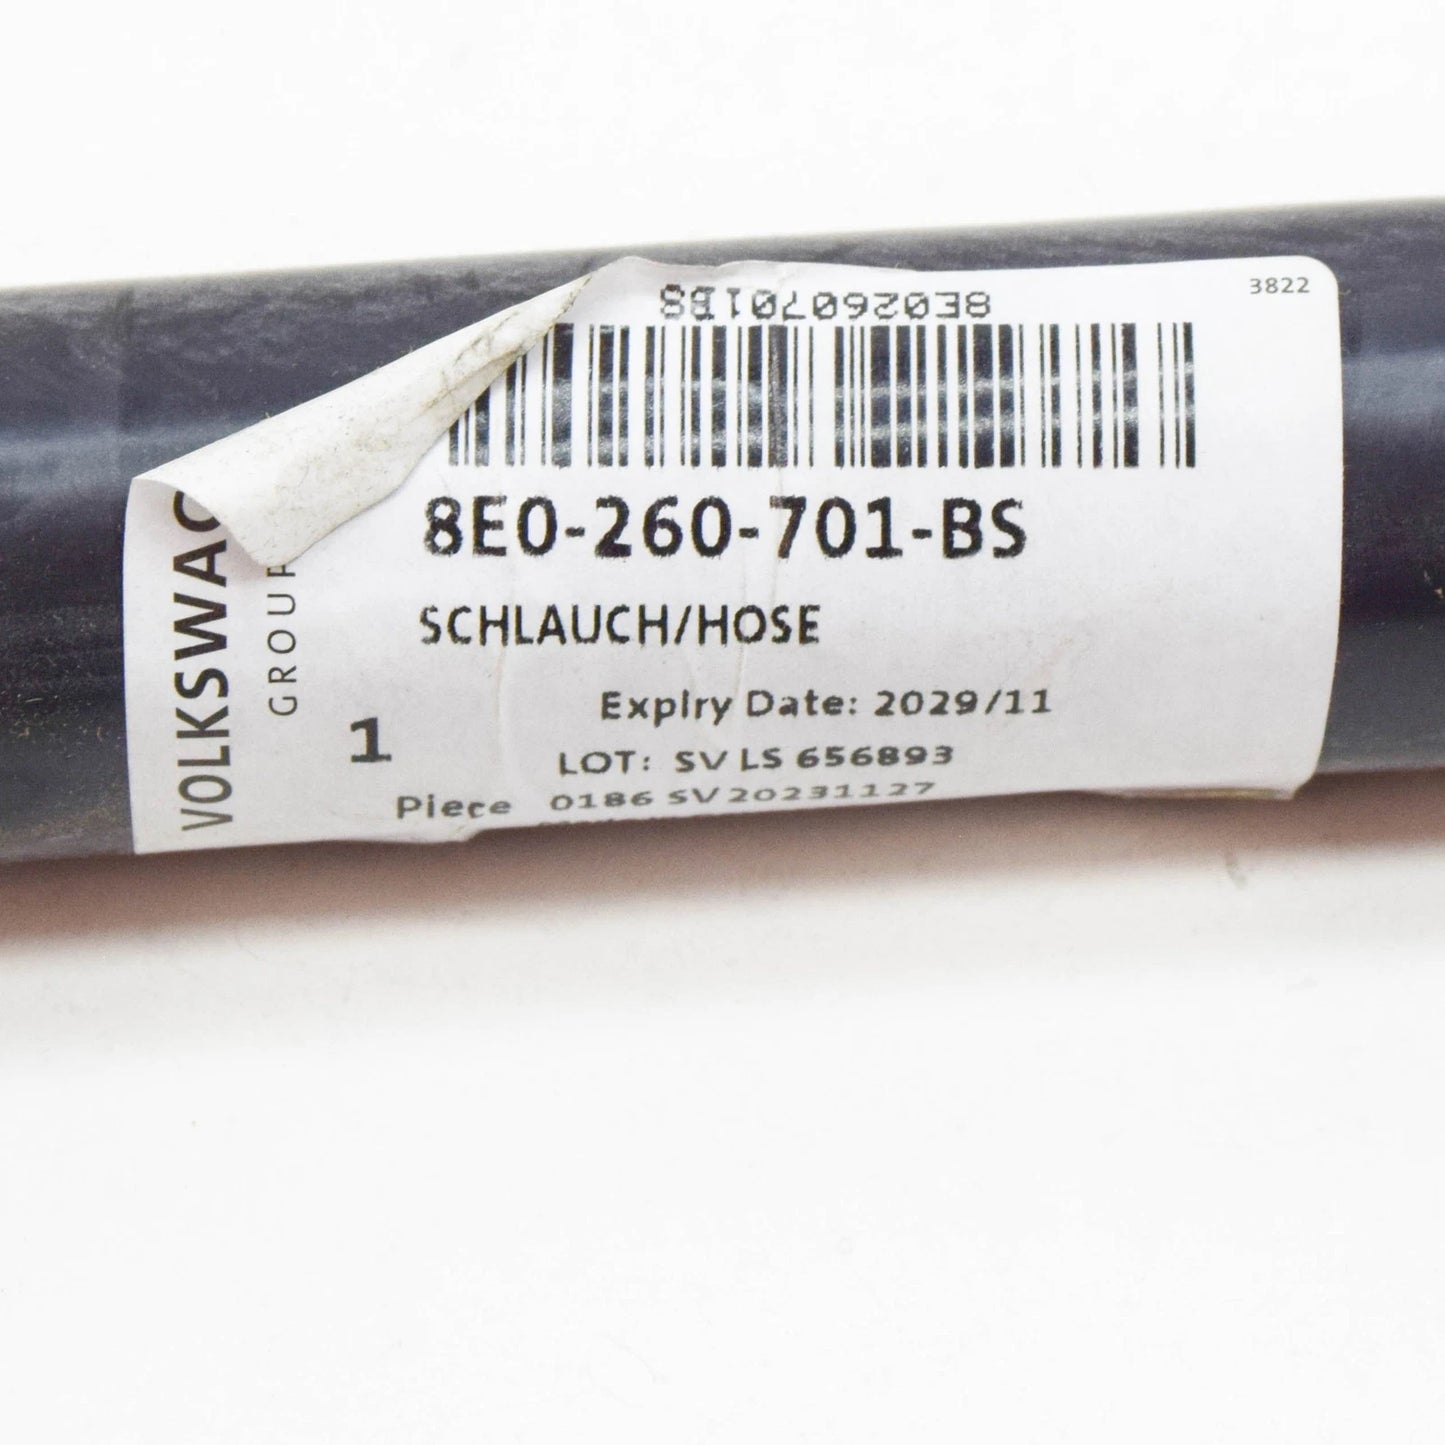 3822
8E0260701BS
8E0-260-701-BS
SCHLAUCH/HOSE
Expiry Date: 2029/11
LOT: SV LS 656893
0186 SV20231127
1
Piece
VOLKSWAG
GROUP